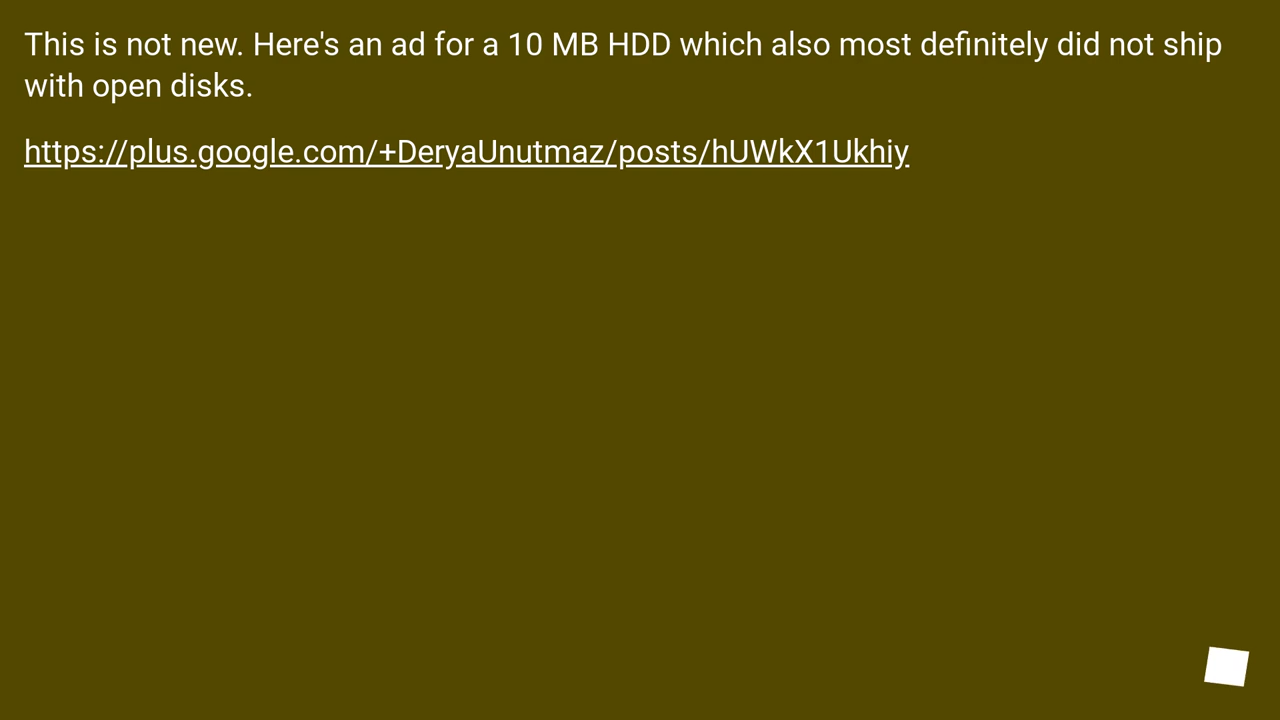 This is not new. Here's an ad for a 10 MB HDD which also most definitely did not ship
with open disks.
https://plus.google.com/+DeryaUnutmaz/posts/hUWkX1Ukhiy